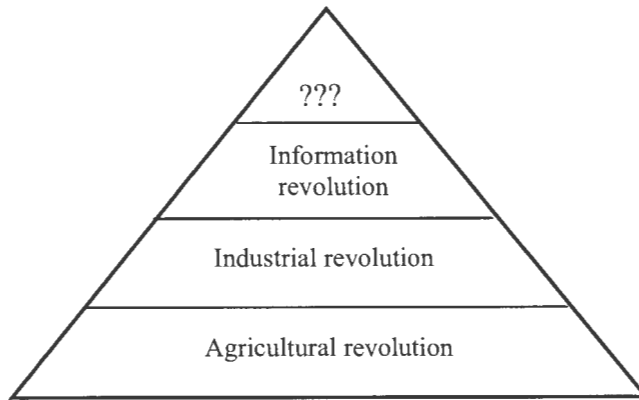 ???
Information
revolution
Industrial revolution
Agricultural revolution